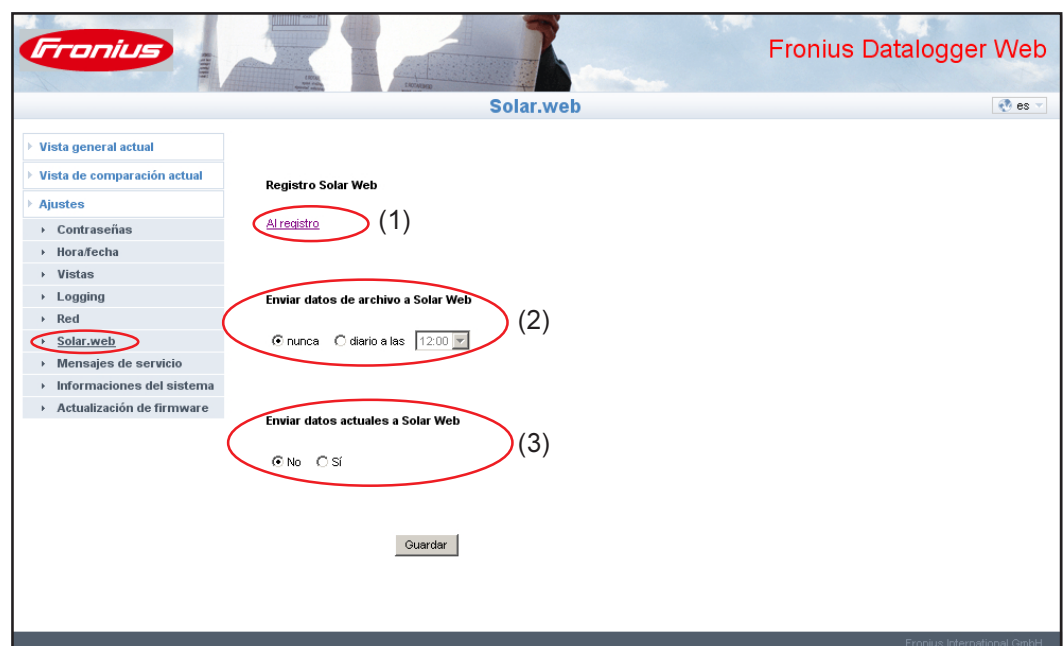 Fronius
Fronius Datalogger Web
Solar.web
es
Vista general actual
Vista de comparación actual
Ajustes
Contraseñas
Hora/fecha
Vistas
Logging
Red
Solar.web
Mensajes de servicio
Informaciones del sistema
Actualización de firmware
Registro Solar Web
Al registro (1)
Enviar datos de archivo a Solar Web
nunca diario a las 12:00 (2)
Enviar datos actuales a Solar Web
No Sí (3)
Guardar
Fronius International GmbH